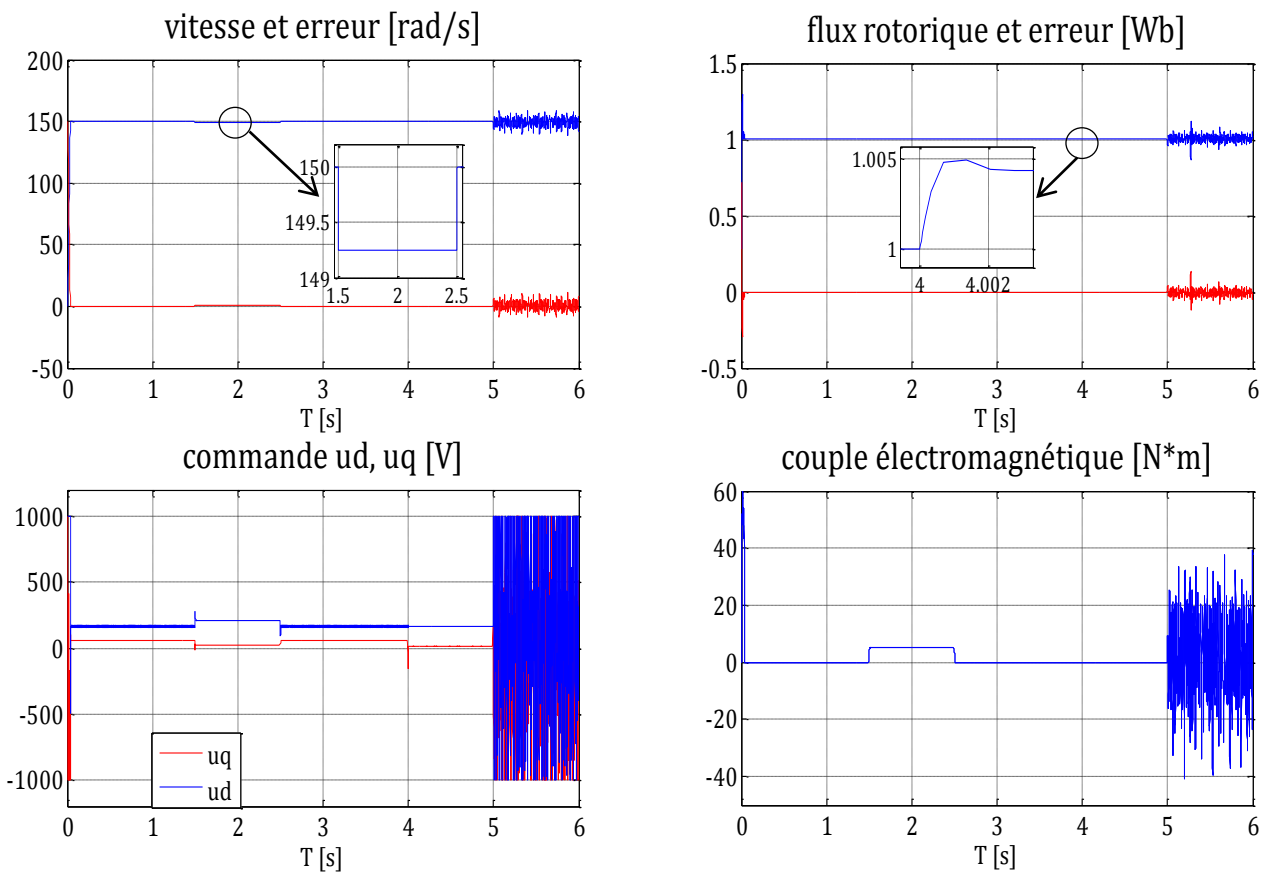 vitesse et erreur [rad/s]
200
150
100
50
0
-50
0 1 2 3 4 5 6
T [s]
150
149.5
149
1.5 2 2.5
flux rotorique et erreur [Wb]
1.5
1
0.5
0
-0.5
0 1 2 3 4 5 6
T [s]
1.005
1
4 4.002
commande ud, uq [V]
1000
500
0
-500
-1000
0 1 2 3 4 5 6
T [s]
uq
ud
couple électromagnétique [N*m]
60
40
20
0
-20
-40
0 1 2 3 4 5 6
T [s]